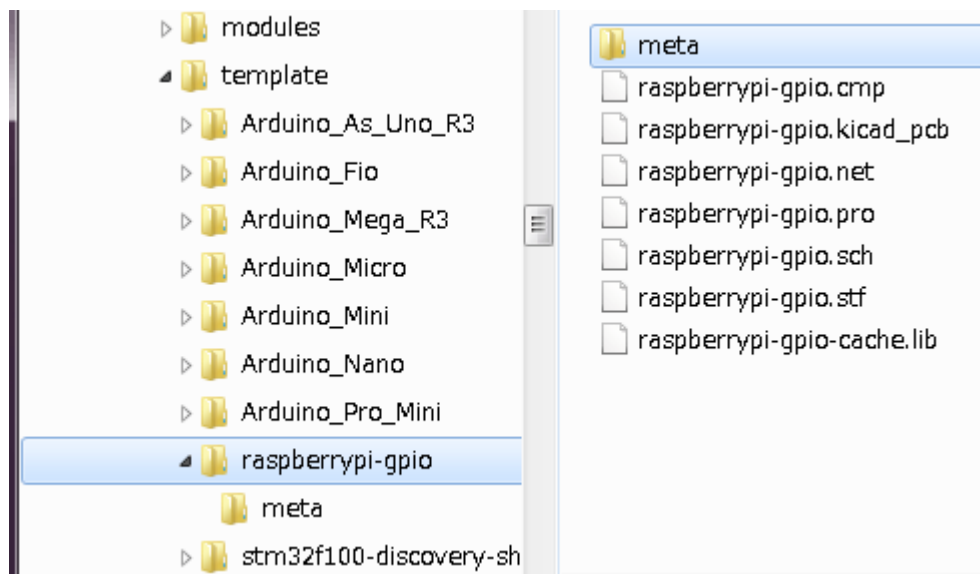 modules
template
Arduino_As_Uno_R3
Arduino_Fio
Arduino_Mega_R3
Arduino_Micro
Arduino_Mini
Arduino_Nano
Arduino_Pro_Mini
raspberrypi-gpio
meta
stm32f100-discovery-sh
meta
raspberrypi-gpio.cmp
raspberrypi-gpio.kicad_pcb
raspberrypi-gpio.net
raspberrypi-gpio.pro
raspberrypi-gpio.sch
raspberrypi-gpio.stf
raspberrypi-gpio-cache.lib